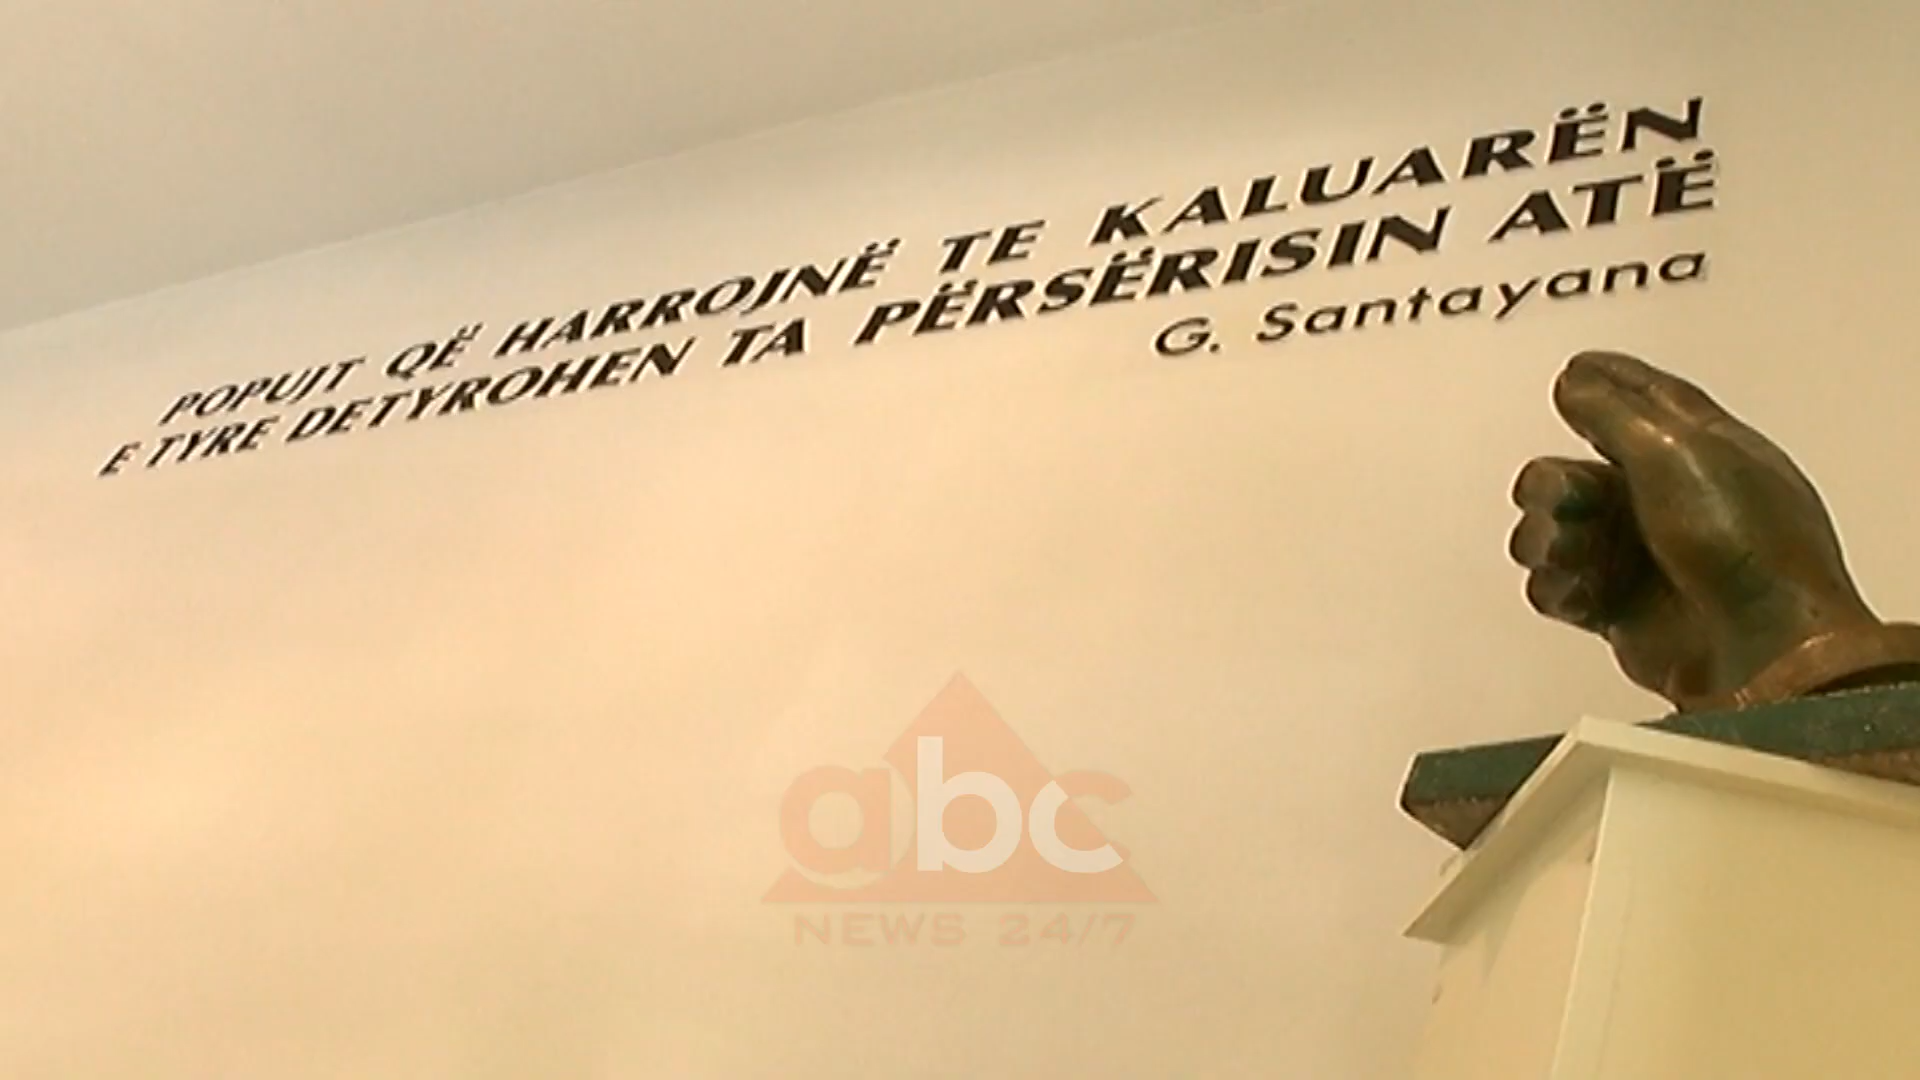 POPUJT QË HARROJNË TE KALUARËN
E TYRE DETYROHEN TA PËRSËRISIN ATË
G. Santayana
abc
NEWS 24/7